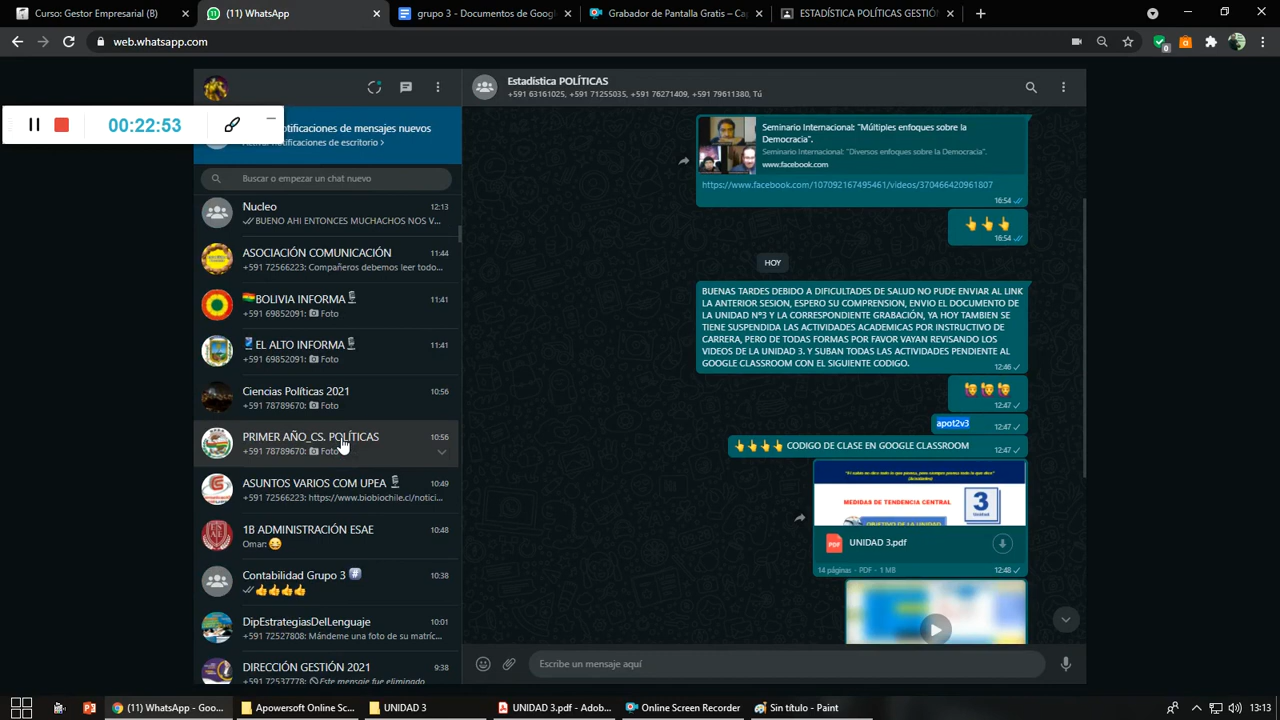 Curso Empresarial (B)
(11) WhatsApp
grupo 3 - Documentos de Goog
Grabador de Pantalla Gratis – Ca
ESTADÍSTICA POLÍTICAS GESTIÓ
web.whatsapp.com
00:22:53
notificaciones de mensajes nuevos
Activar notificaciones de escritorio >
Buscar o empezar un chat nuevo
Nucleo 12:13
BUENO AHI ENTONCES MUCHACHOS NOS V...
ASOCIACIÓN COMUNICACIÓN 11:44
+591 72566223: Compañeros debemos leer todo...
BOLIVIA INFORMA 11:41
+591 69852091: Foto
EL ALTO INFORMA 11:41
+591 69852091: Foto
Ciencias Políticas 2021 10:56
+591 78789670: Foto
PRIMER AÑO_CS. POLÍTICAS 10:56
+591 78789670: Foto
ASUNTOS VARIOS COM UPEA 10:49
+591 72566223: https://www.biobiochile.cl/notici...
1B ADMINISTRACIÓN ESAE 10:48
Omar: 😂
Contabilidad Grupo 3 #️⃣ 10:38
👍👍👍👍
DipEstrategiasDelLenguaje 10:01
+591 72527808: Mándeme una foto de su matríc...
DIRECCIÓN GESTIÓN 2021 9:38
+591 72537778: Este mensaje fue eliminado
Estadística POLÍTICAS
+591 63161025, +591 71255035, +591 76271409, +591 79611380, Tú
Seminario Internacional: "Múltiples enfoques sobre la
Democracia".
Seminario Internacional: "Diversos enfoques sobre la Democracia".
www.facebook.com
https://www.facebook.com/107092167495461/videos/370466420961807
16:54
👆👆👆
16:54
HOY
BUENAS TARDES DEBIDO A DIFICULTADES DE SALUD NO PUDE ENVIAR AL LINK
LA ANTERIOR SESION, ESPERO SU COMPRENSION, ENVIO EL DOCUMENTO DE
LA UNIDAD N°3 Y LA CORRESPONDIENTE GRABACIÓN, YA HOY TAMBIEN SE
TIENE SUSPENDIDA LAS ACTIVIDADES ACADEMICAS POR INSTRUCTIVO DE
CARRERA, PERO DE TODAS FORMAS POR FAVOR VAYAN REVISANDO LOS
VIDEOS DE LA UNIDAD 3. Y SUBAN TODAS LAS ACTIVIDADES PENDIENTE AL
GOOGLE CLASSROOM CON EL SIGUIENTE CODIGO.
12:46
12:47
apot2v3 12:47
👆👆👆👆 CODIGO DE CLASE EN GOOGLE CLASSROOM
12:47
MEDIDAS DE TENDENCIA CENTRAL
3
Unidad
OBJETIVO DE LA UNIDAD
UNIDAD 3.pdf
14 páginas · PDF · 1 MB 12:48
Escribe un mensaje aquí
(11) WhatsApp - Goo...
Apowersoft Online Sc...
UNIDAD 3
UNIDAD 3.pdf - Adob...
Online Screen Recorder
Sin título - Paint
13:13